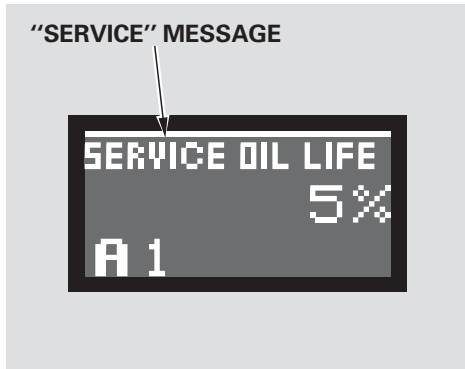 ‘‘SERVICE’’ MESSAGE
SERVICE OIL LIFE
5%
A 1